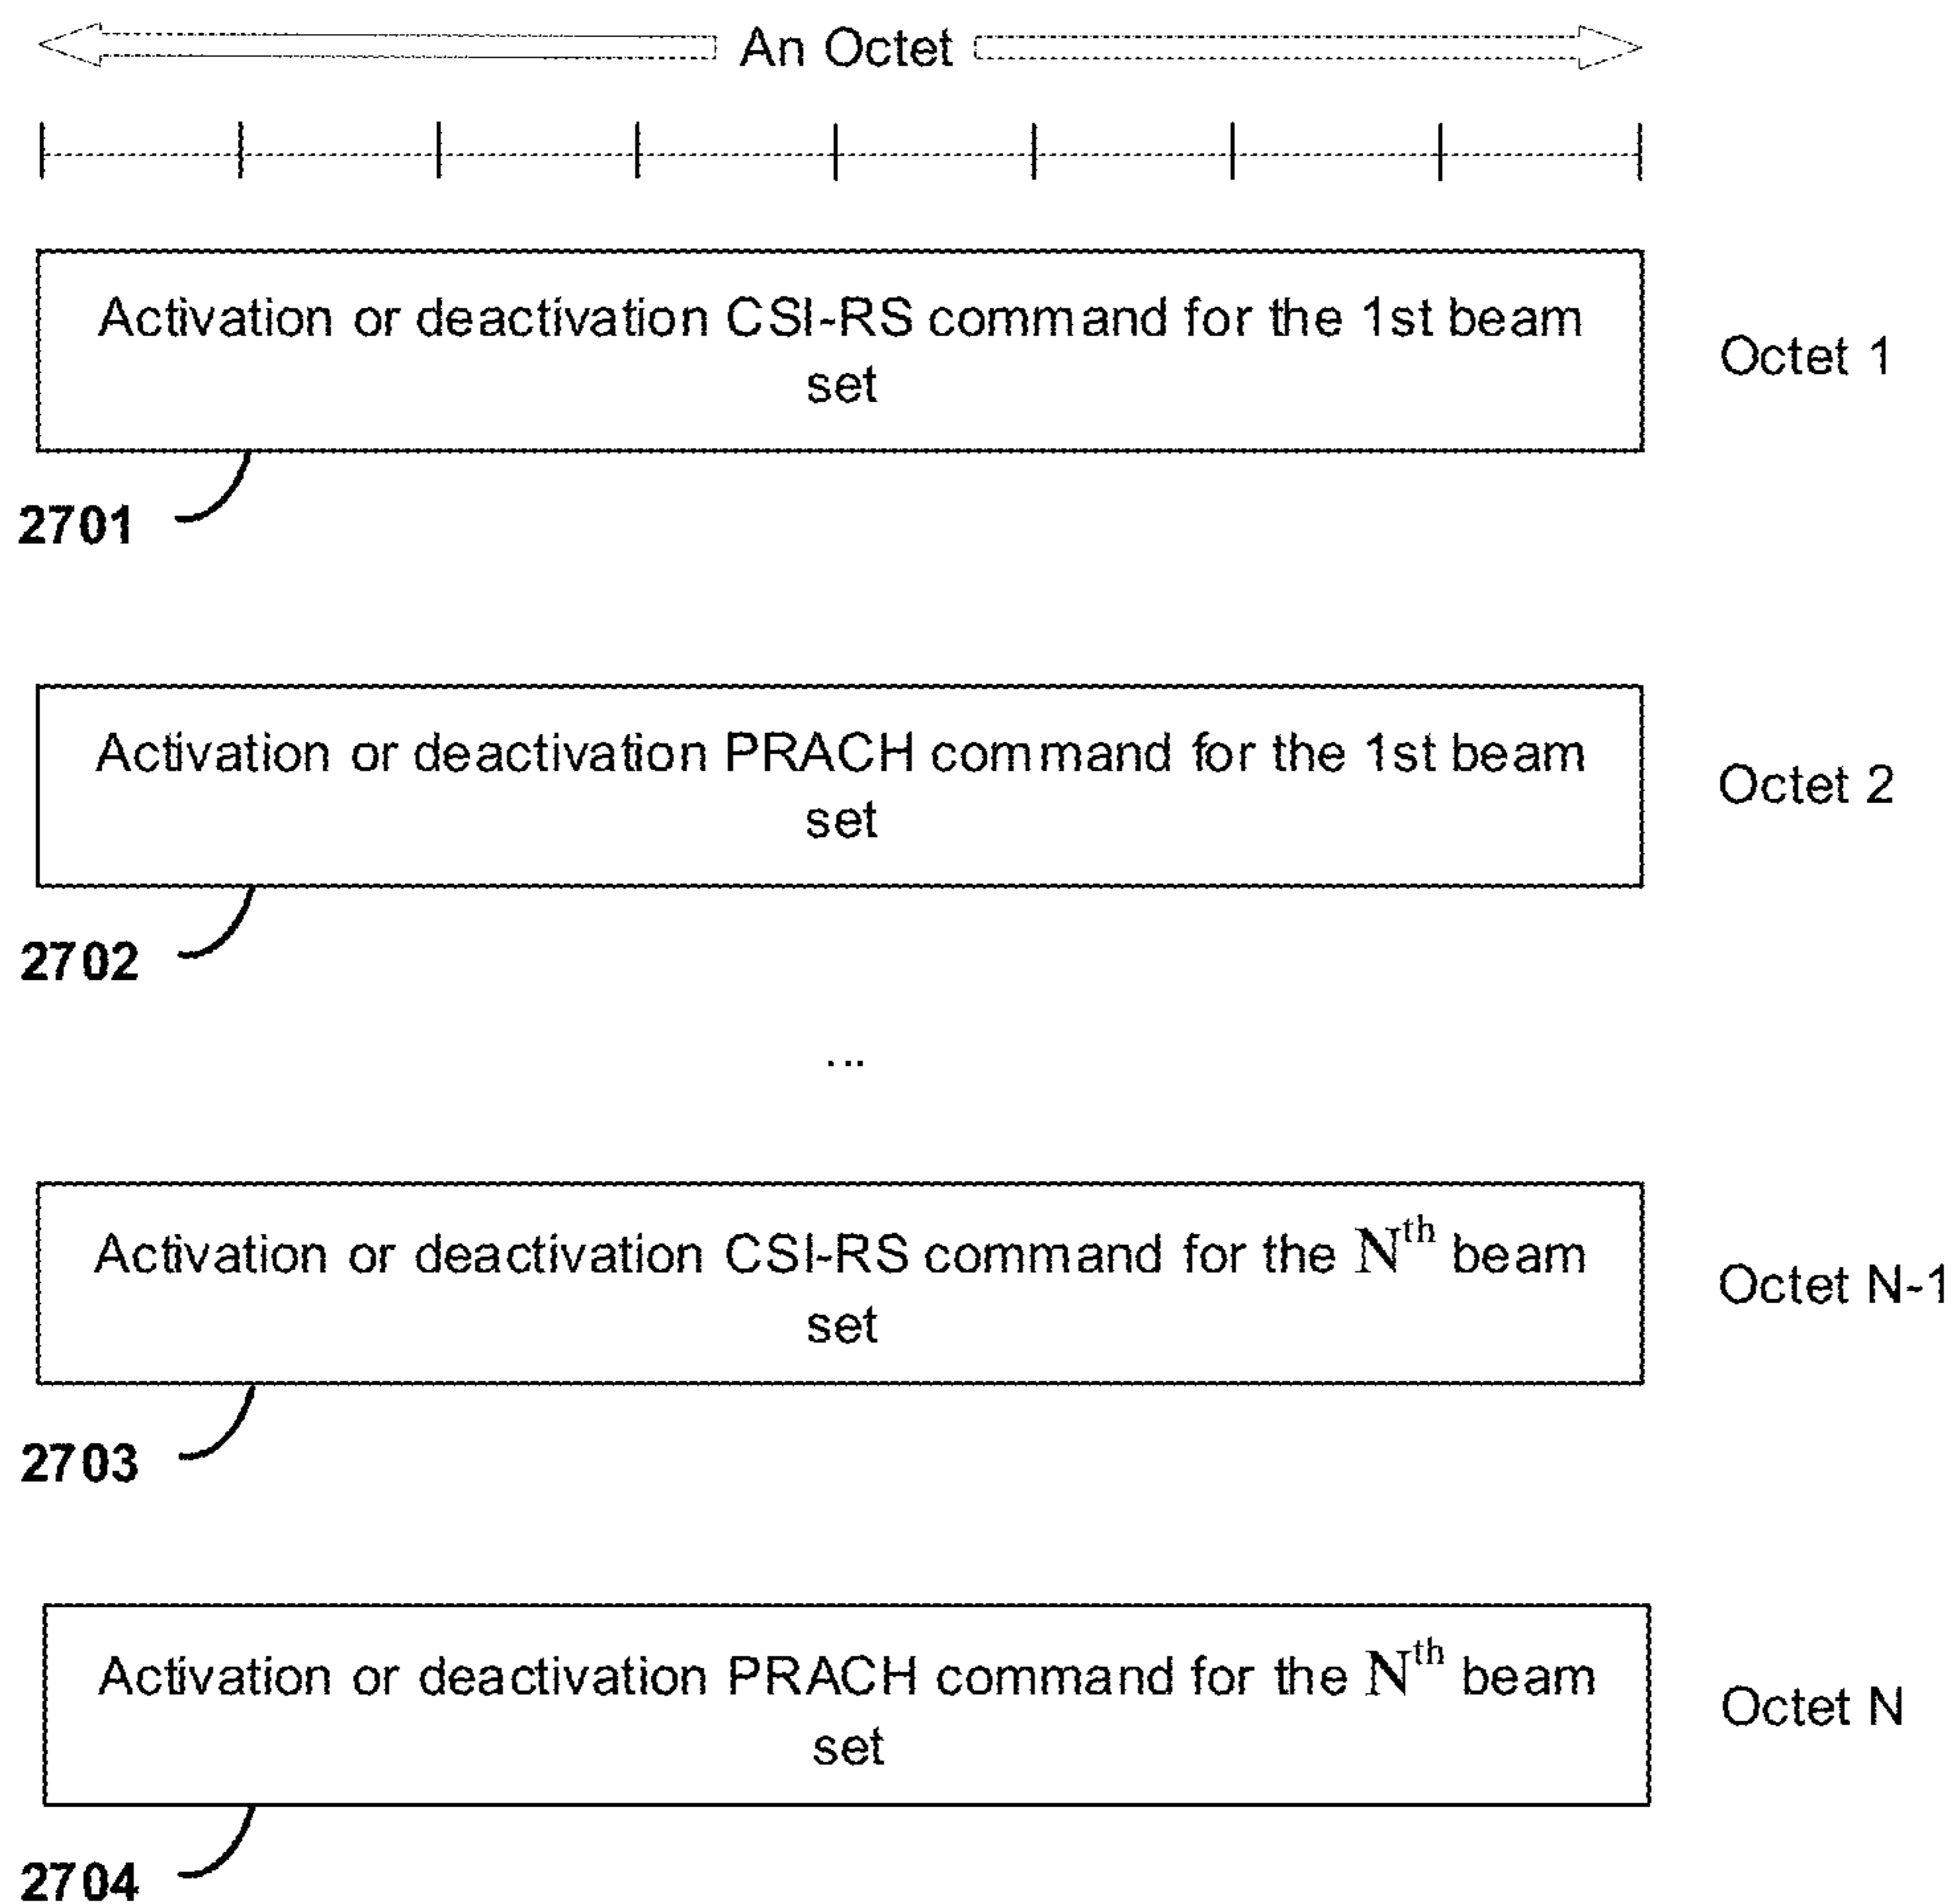 An Octet
Activation or deactivation CSI-RS command for the 1st beam
set
Octet 1
2701
Activation or deactivation PRACH command for the 1st beam
set
Octet 2
2702
...
Activation or deactivation CSI-RS command for the Nth beam
set
Octet N-1
2703
Activation or deactivation PRACH command for the Nth beam
set
Octet N
2704